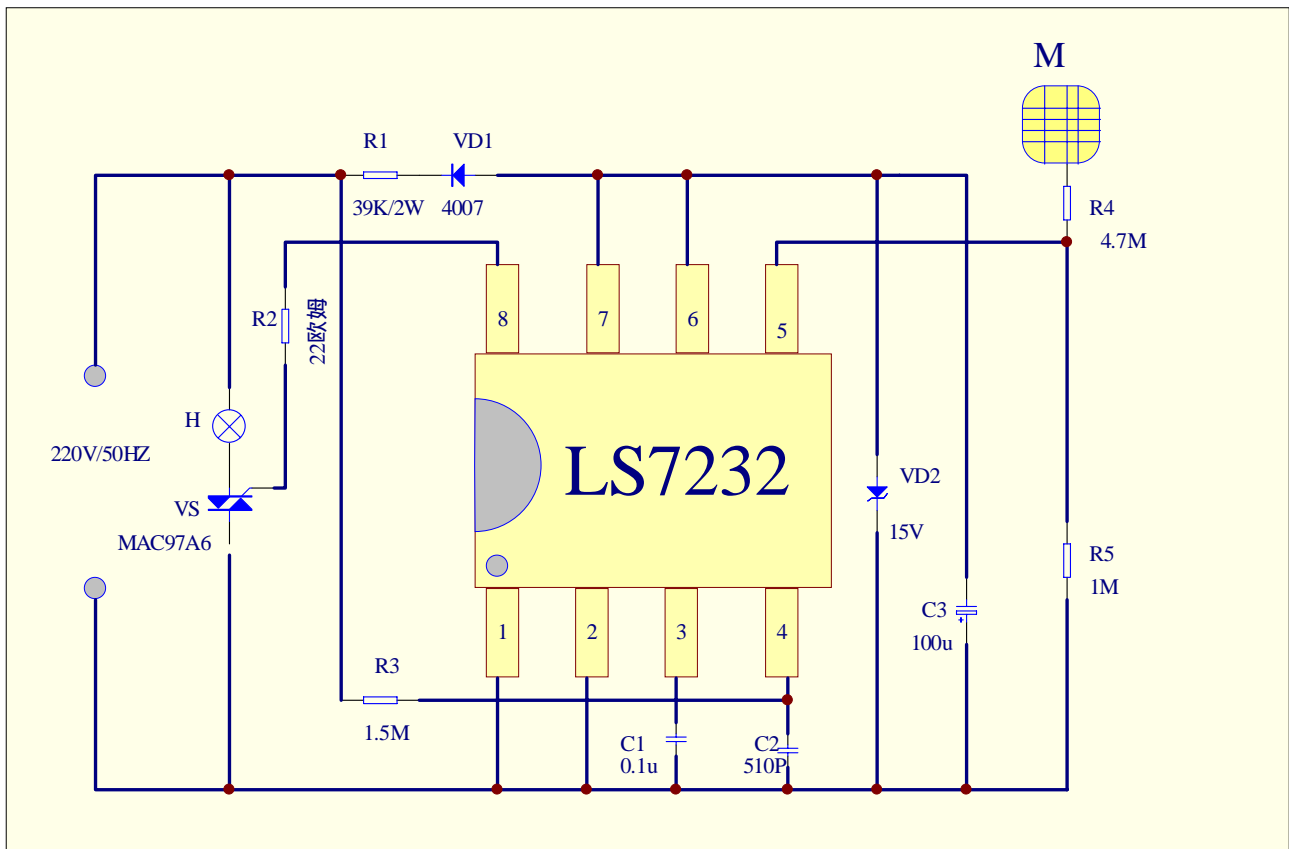 M
R1
VD1
39K/2W
4007
R4
4.7M
R2
22欧姆
8
7
6
5
H
220V/50HZ
LS7232
VS
MAC97A6
VD2
15V
R5
1M
C3
+
100u
1
2
3
4
R3
1.5M
C1
0.1u
C2
510P